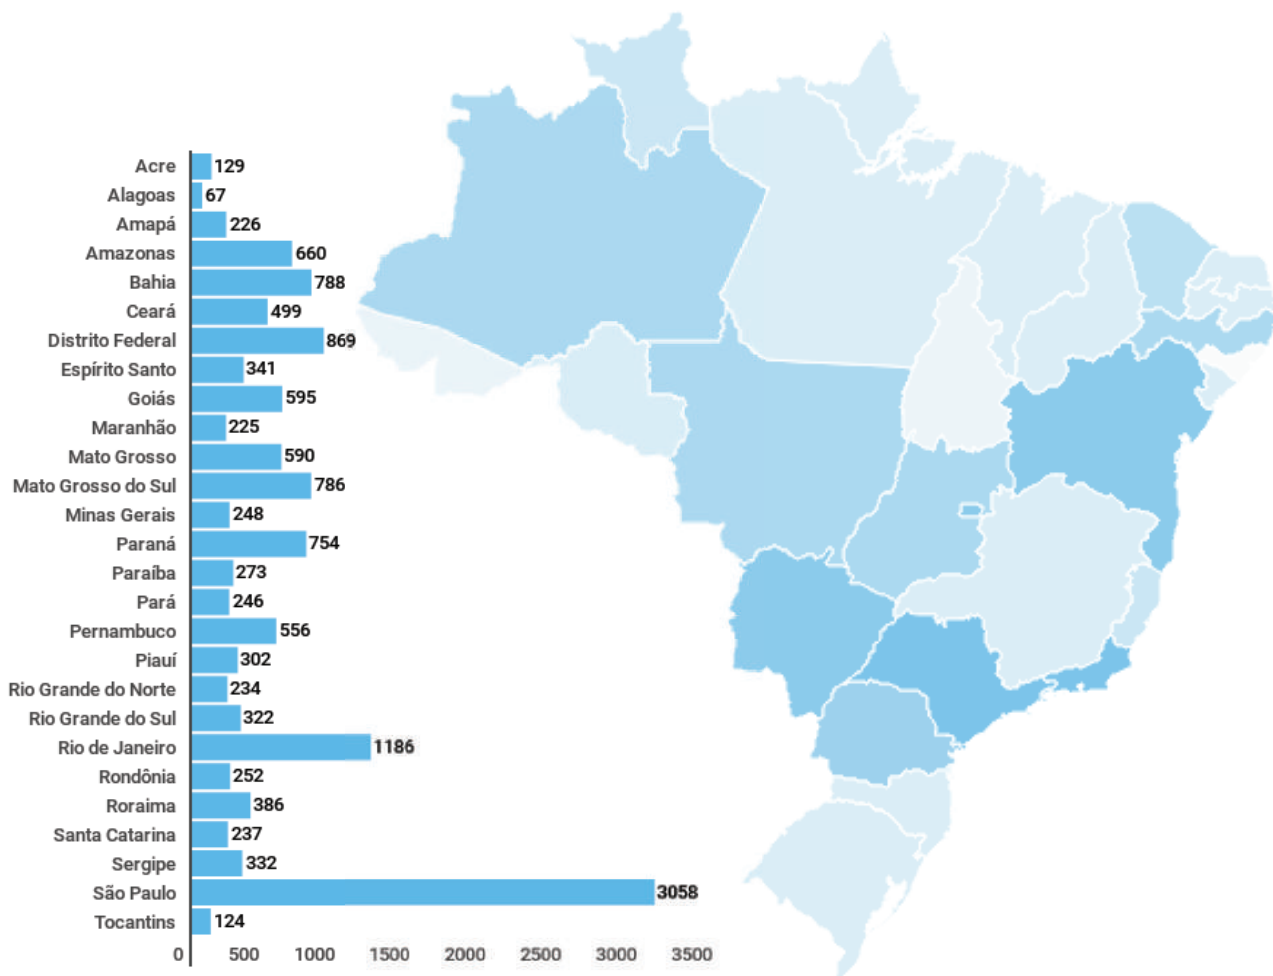 Acre 129
Alagoas 67
Amapá 226
Amazonas 660
Bahia 788
Ceará 499
Distrito Federal 869
Espírito Santo 341
Goiás 595
Maranhão 225
Mato Grosso 590
Mato Grosso do Sul 786
Minas Gerais 248
Paraná 754
Paraíba 273
Pará 246
Pernambuco 556
Piauí 302
Rio Grande do Norte 234
Rio Grande do Sul 322
Rio de Janeiro 1186
Rondônia 252
Roraima 386
Santa Catarina 237
Sergipe 332
São Paulo 3058
Tocantins 124
0 500 1000 1500 2000 2500 3000 3500